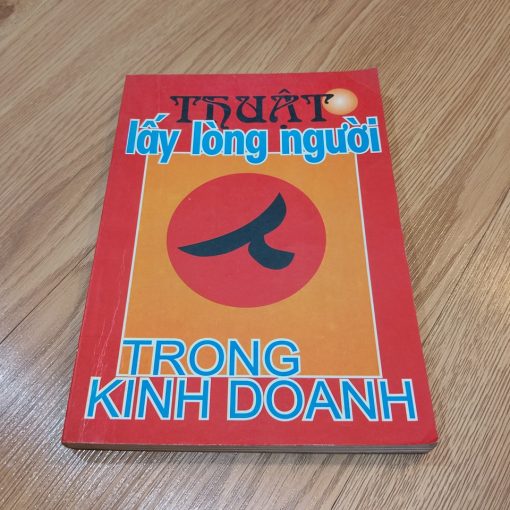 THUẬT
lấy lòng người
TRONG
KINH DOANH